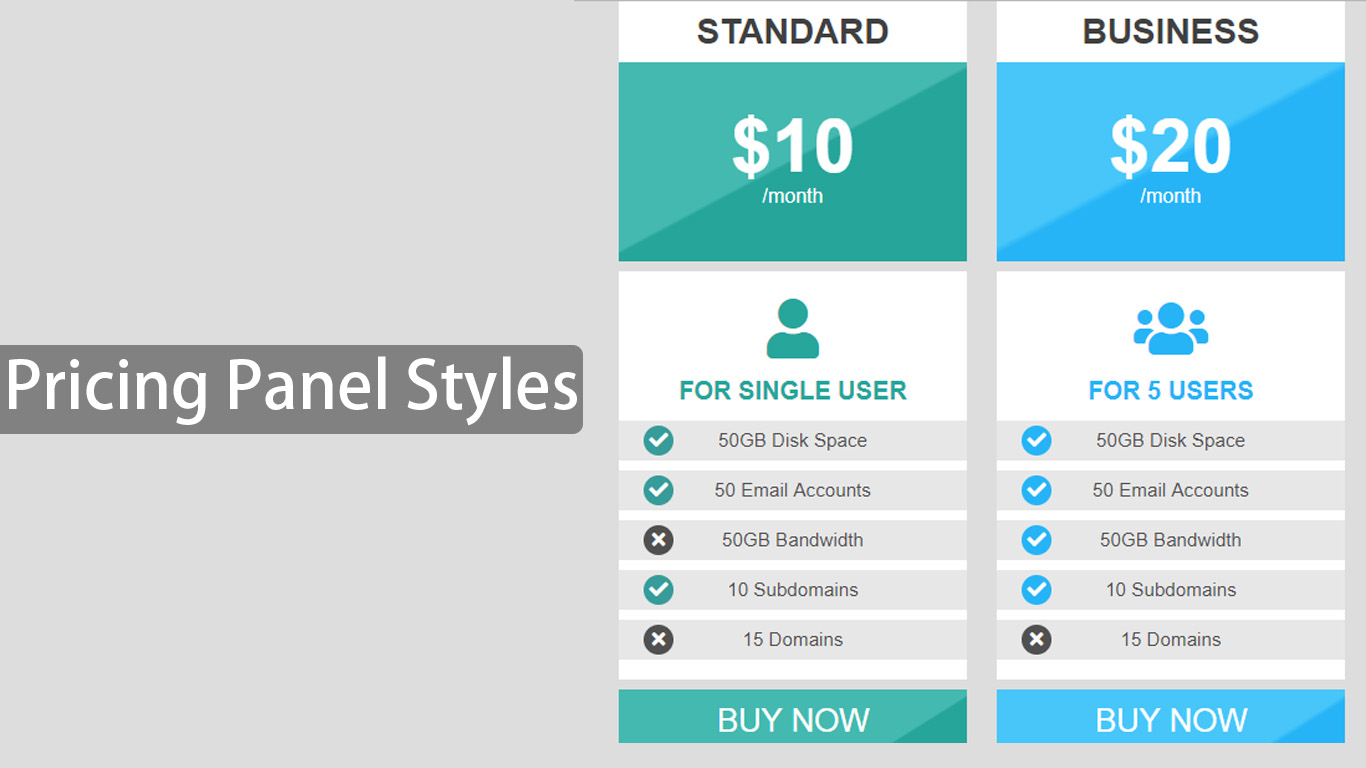 Pricing Panel Styles
STANDARD
$10
/month
FOR SINGLE USER
50GB Disk Space
50 Email Accounts
50GB Bandwidth
10 Subdomains
15 Domains
BUY NOW
BUSINESS
$20
/month
FOR 5 USERS
50GB Disk Space
50 Email Accounts
50GB Bandwidth
10 Subdomains
15 Domains
BUY NOW